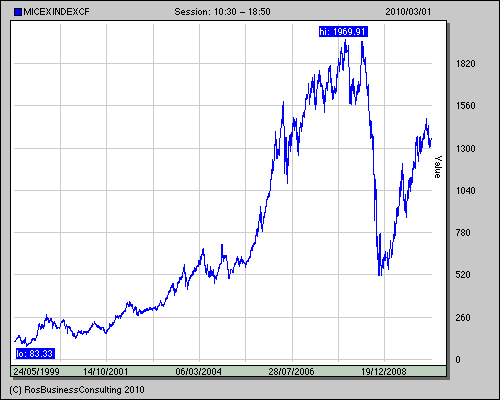 MICEXINDEXCF Session: 10:30 – 18:50 2010/03/01
hi: 1969.91
1820
1560
1300
Value
1040
780
520
260
lo: 83.33
0
24/05/1999 14/10/2001 06/03/2004 28/07/2006 19/12/2008
(C) RosBusinessConsulting 2010